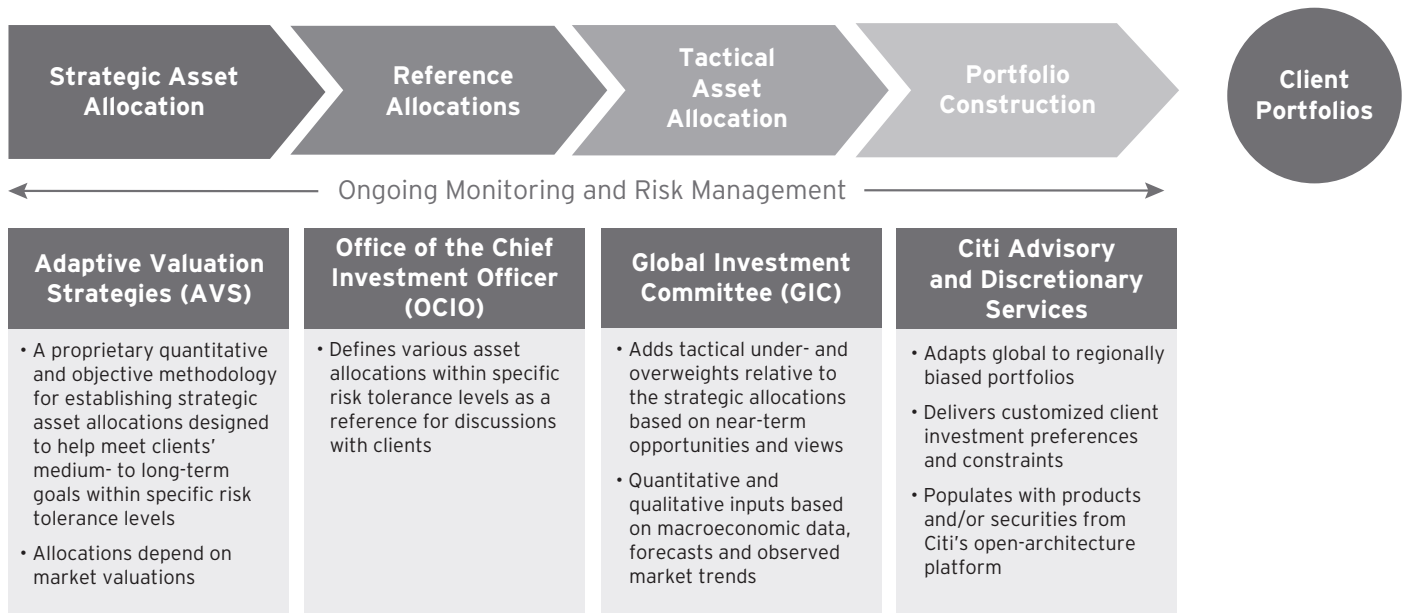 Strategic Asset
Allocation
Reference
Allocations
Tactical
Asset
Allocation
Portfolio
Construction
Client
Portfolios
Ongoing Monitoring and Risk Management
Adaptive Valuation
Strategies (AVS)
• A proprietary quantitative
and objective methodology
for establishing strategic
asset allocations designed
to help meet clients’
medium- to long-term
goals within specific risk
tolerance levels
• Allocations depend on
market valuations
Office of the Chief
Investment Officer
(OCIO)
• Defines various asset
allocations within specific
risk tolerance levels as a
reference for discussions
with clients
Global Investment
Committee (GIC)
• Adds tactical under- and
overweights relative to
the strategic allocations
based on near-term
opportunities and views
• Quantitative and
qualitative inputs based
on macroeconomic data,
forecasts and observed
market trends
Citi Advisory
and Discretionary
Services
• Adapts global to regionally
biased portfolios
• Delivers customized client
investment preferences
and constraints
• Populates with products
and/or securities from
Citi’s open-architecture
platform